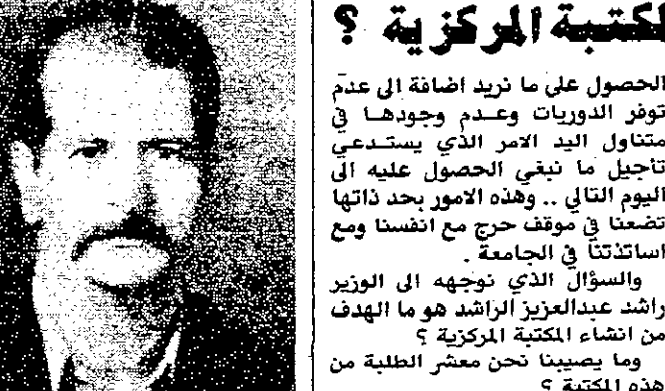 لمكتبة المركزية ؟
الحصول على ما نريد اضافة الى عدم
توفر الدوريات وعدم وجودها في
متناول اليد الامر الذي يستدعي
تأجيل ما نبغي الحصول عليه الى
اليوم التالي .. وهذه الامور بحد ذاتها
تضعنا في موقف حرج مع انفسنا ومع
اساتذتنا في الجامعة .
والسؤال الذي نوجهه الى الوزير
راشد عبدالعزيز الراشد هو ما الهدف
من انشاء المكتبة المركزية ؟
وما يصيبنا نحن معشر الطلبة من
هذه المكتبة ؟